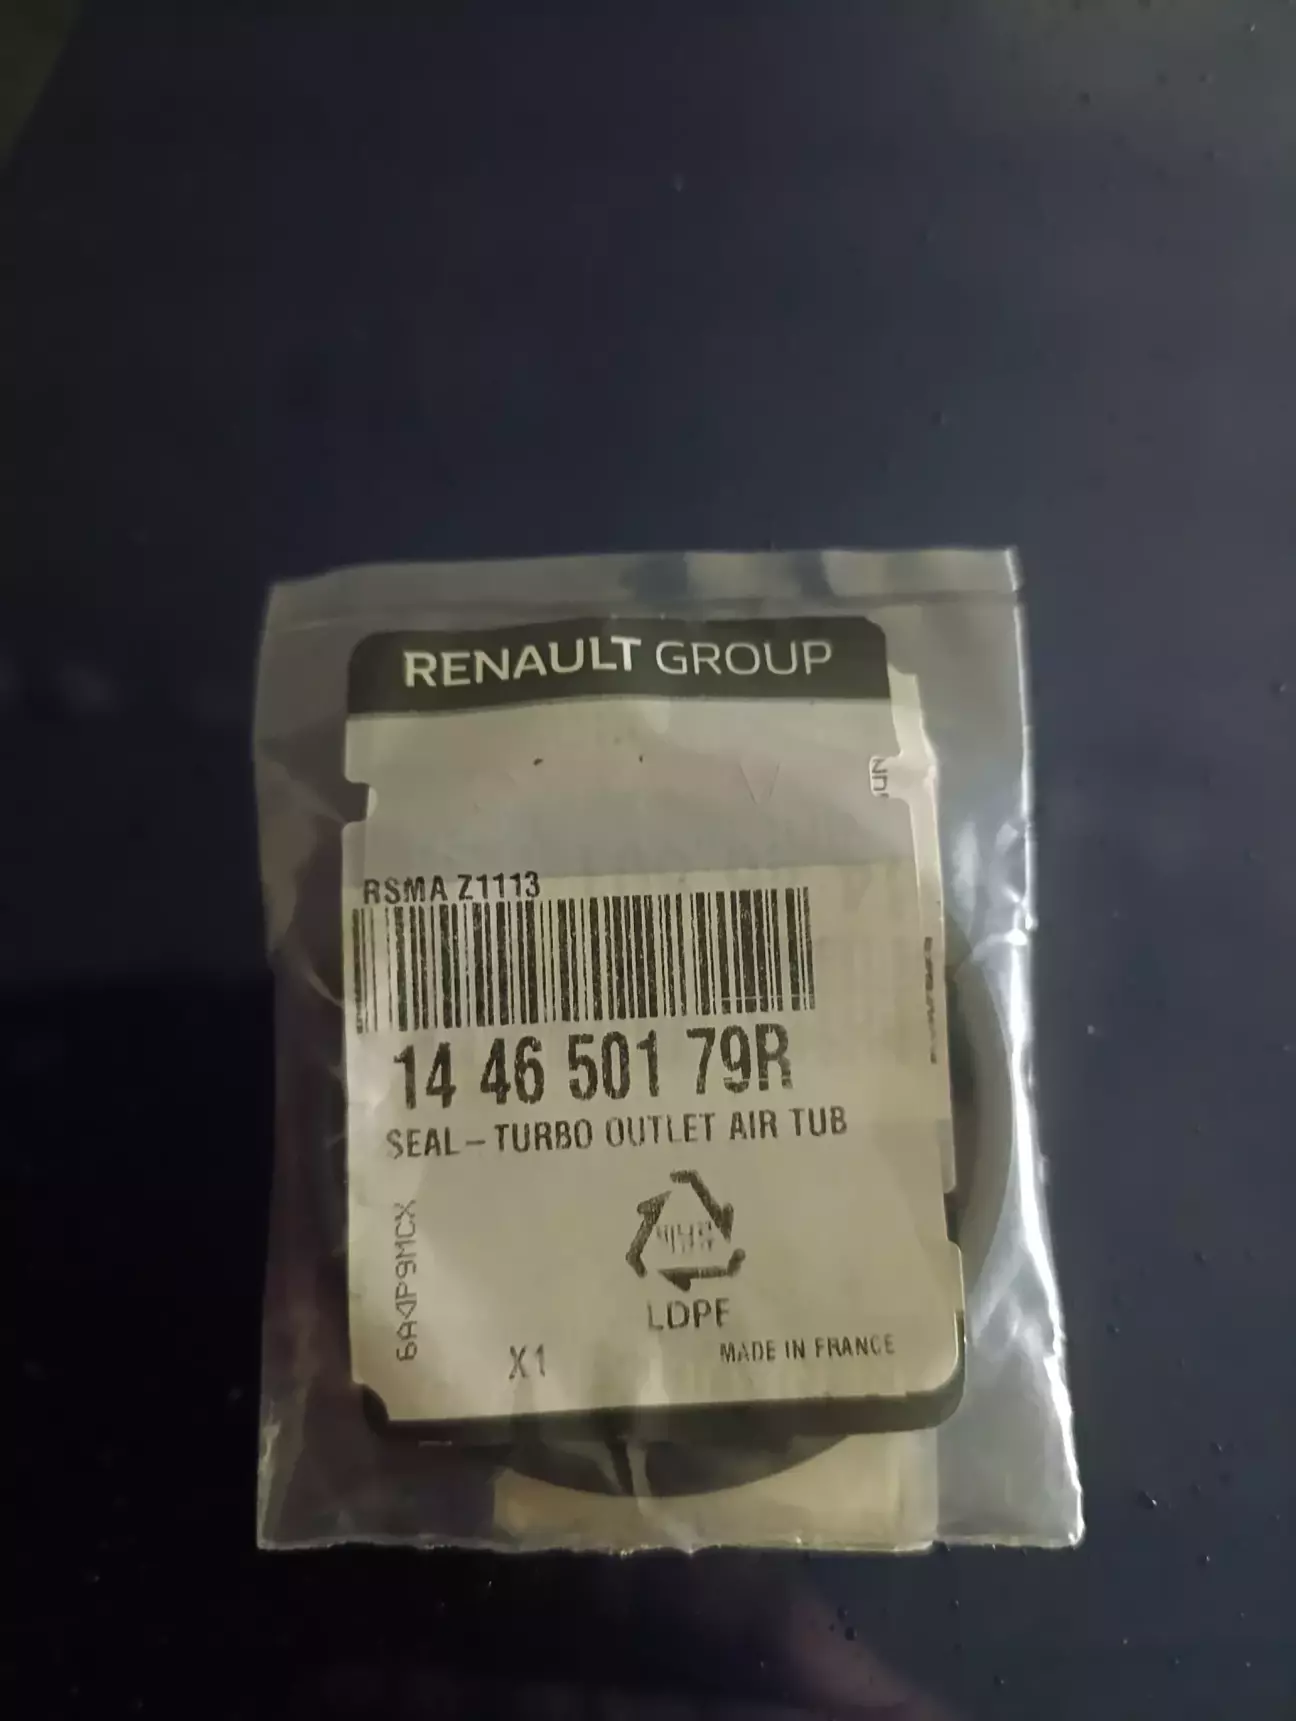 RENAULT GROUP
RSMA Z1113
14 46 501 79R
SEAL-TURBO OUTLET AIR TUB
LDPE
X1
MADE IN FRANCE